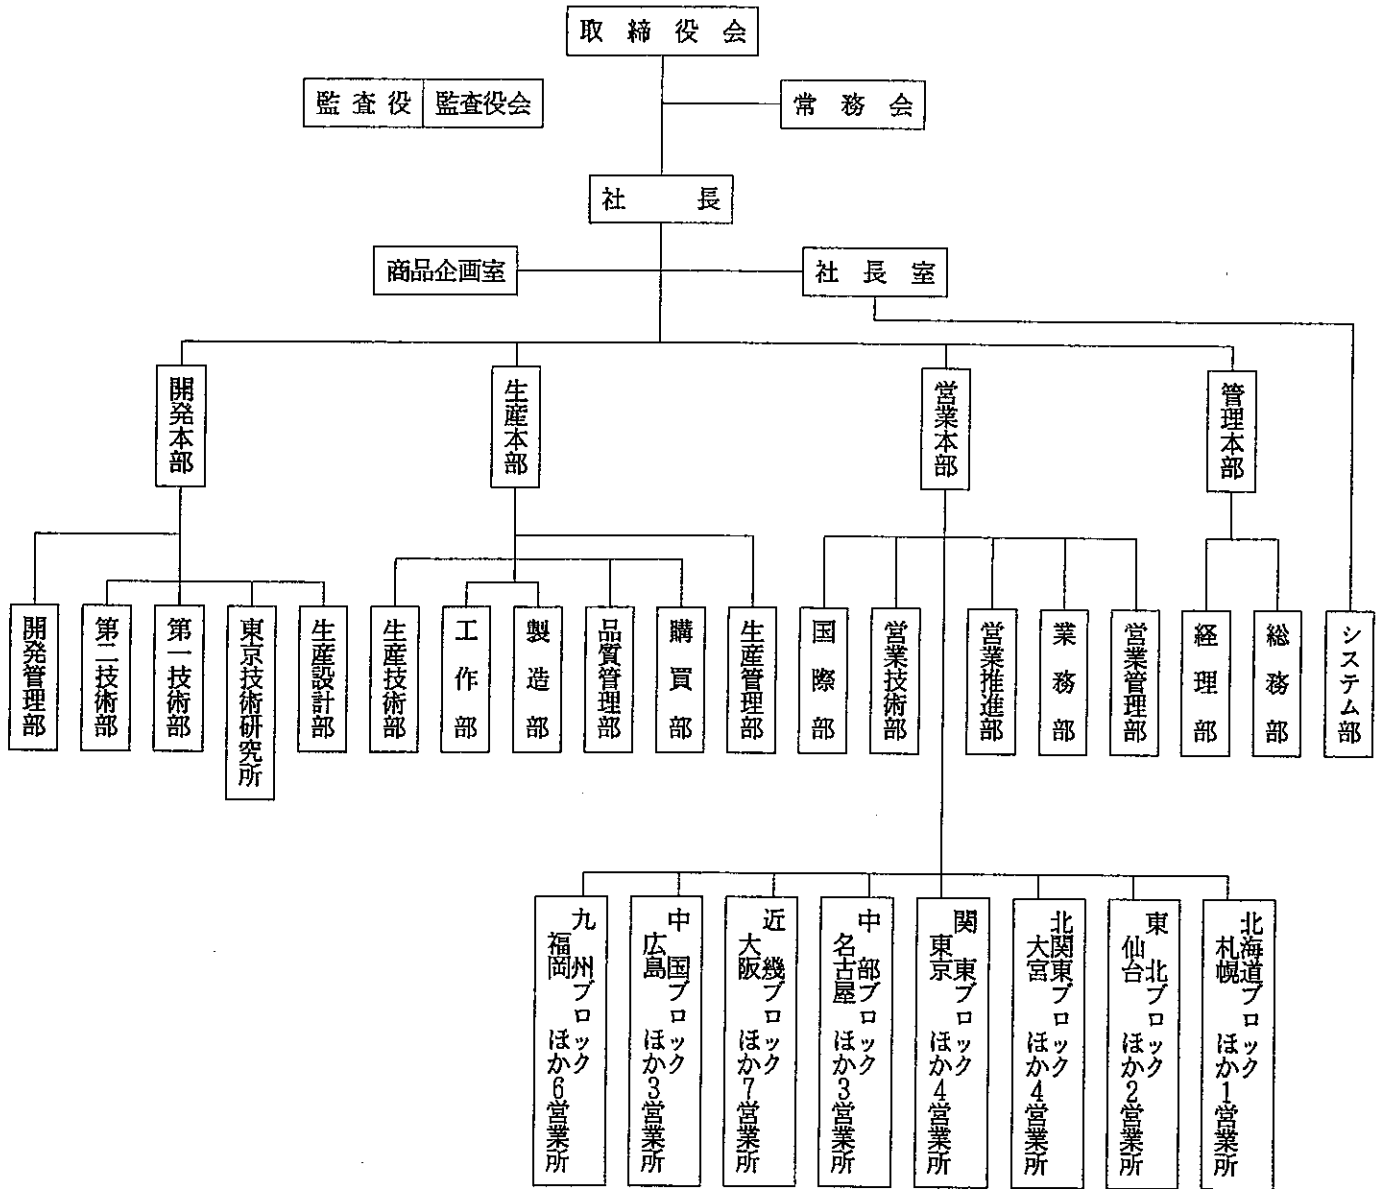 取締役会
監査役
監査役会
常務会
社長
商品企画室
社長室
開発本部
生産本部
営業本部
管理本部
開発管理部
第二技術部
第一技術部
東京技術研究所
生産設計部
生産技術部
工作部
製造部
品質管理部
購買部
生産管理部
国際部
営業技術部
営業推進部
業務部
営業管理部
経理部
総務部
システム部
九州ブロック
福岡 ほか6営業所
中国ブロック
広島 ほか3営業所
近畿ブロック
大阪 ほか7営業所
中部ブロック
名古屋 ほか3営業所
関東ブロック
東京 ほか4営業所
北関東ブロック
大宮 ほか4営業所
東北ブロック
仙台 ほか2営業所
北海道ブロック
札幌 ほか1営業所